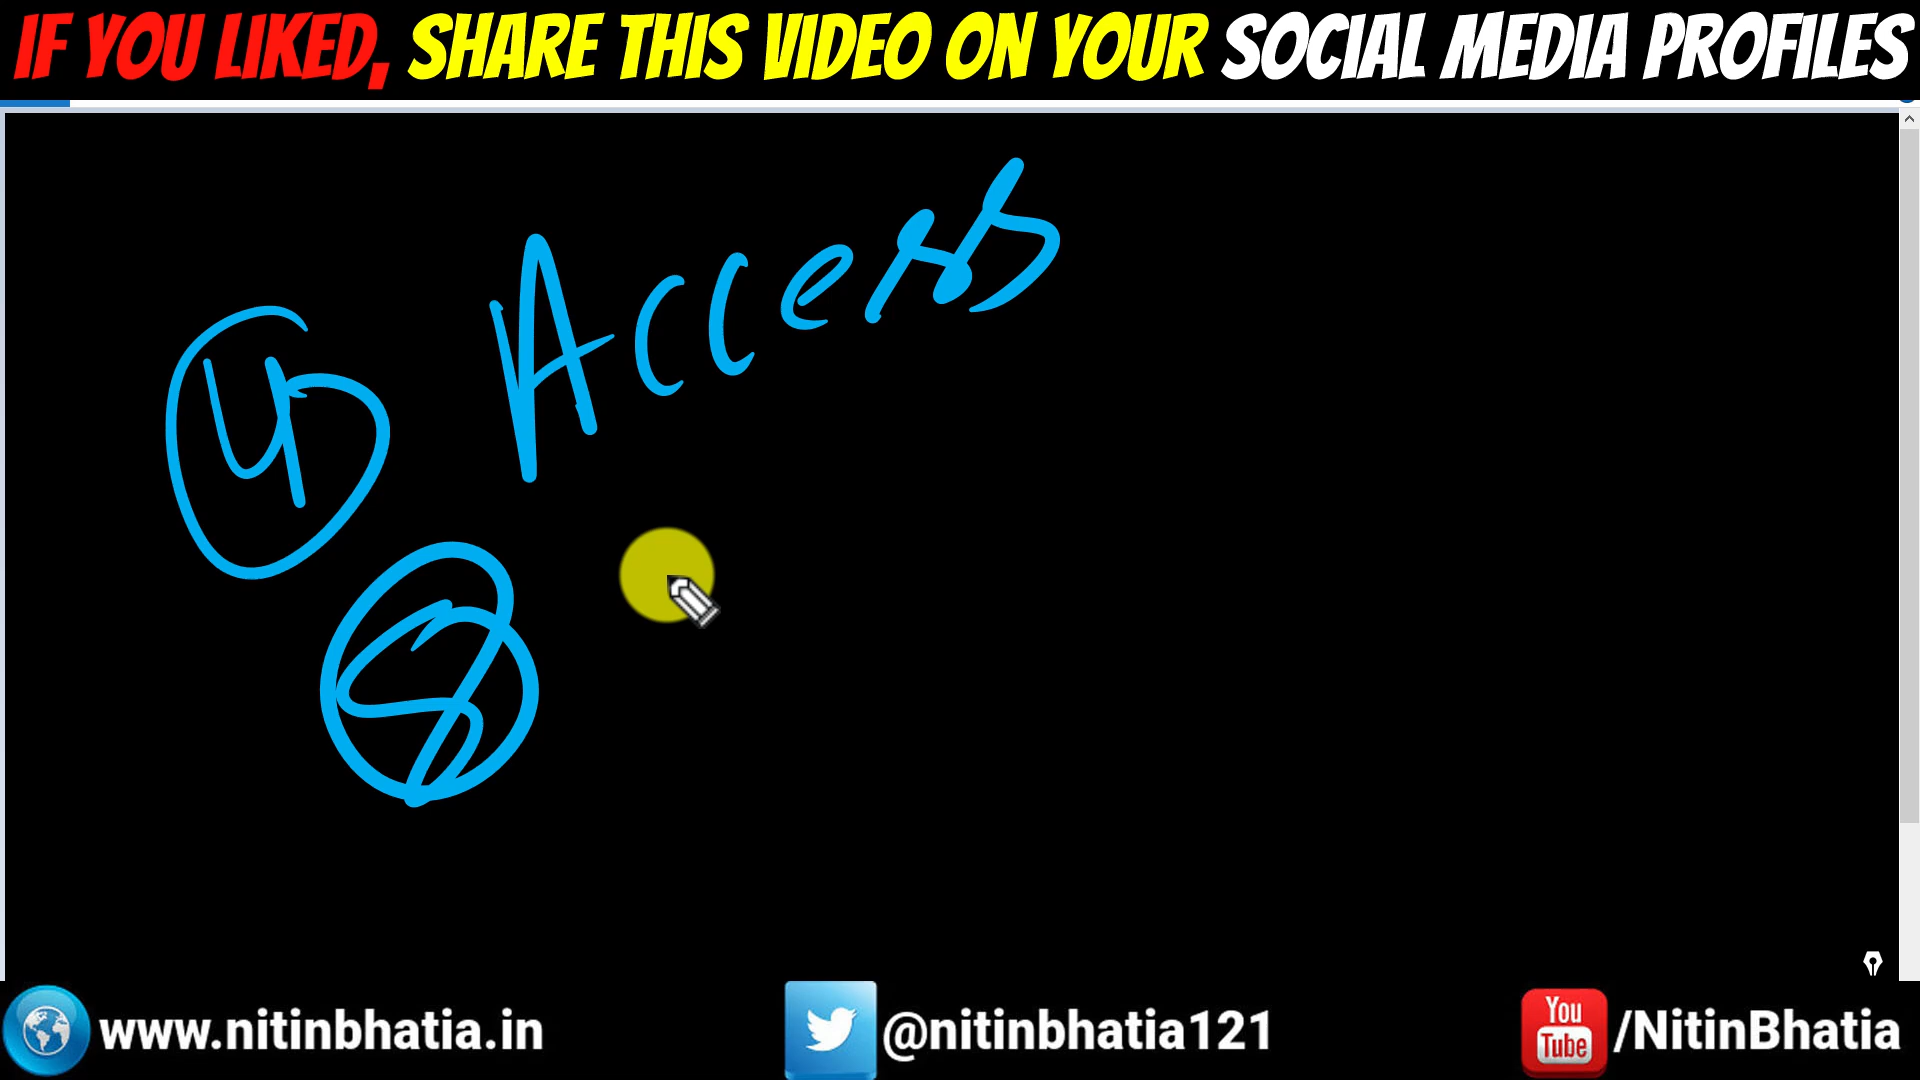 IF YOU LIKED, SHARE THIS VIDEO ON YOUR SOCIAL MEDIA PROFILES
4 Access
5
www.nitinbhatia.in @nitinbhatia121 You Tube /NitinBhatia